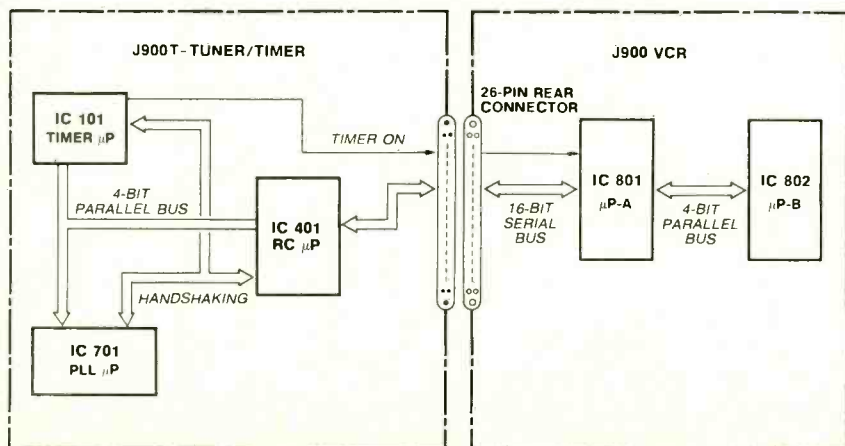 J900T-TUNER/TIMER
J900 VCR
26-PIN REAR
CONNECTOR
IC 101
TIMER μP
TIMER ON
4-BIT
PARALLEL BUS
IC 401
RC μP
HANDSHAKING
IC 701
PLL μP
16-BIT
SERIAL
BUS
IC 801
μP-A
4-BIT
PARALLEL
BUS
IC 802
μP-B